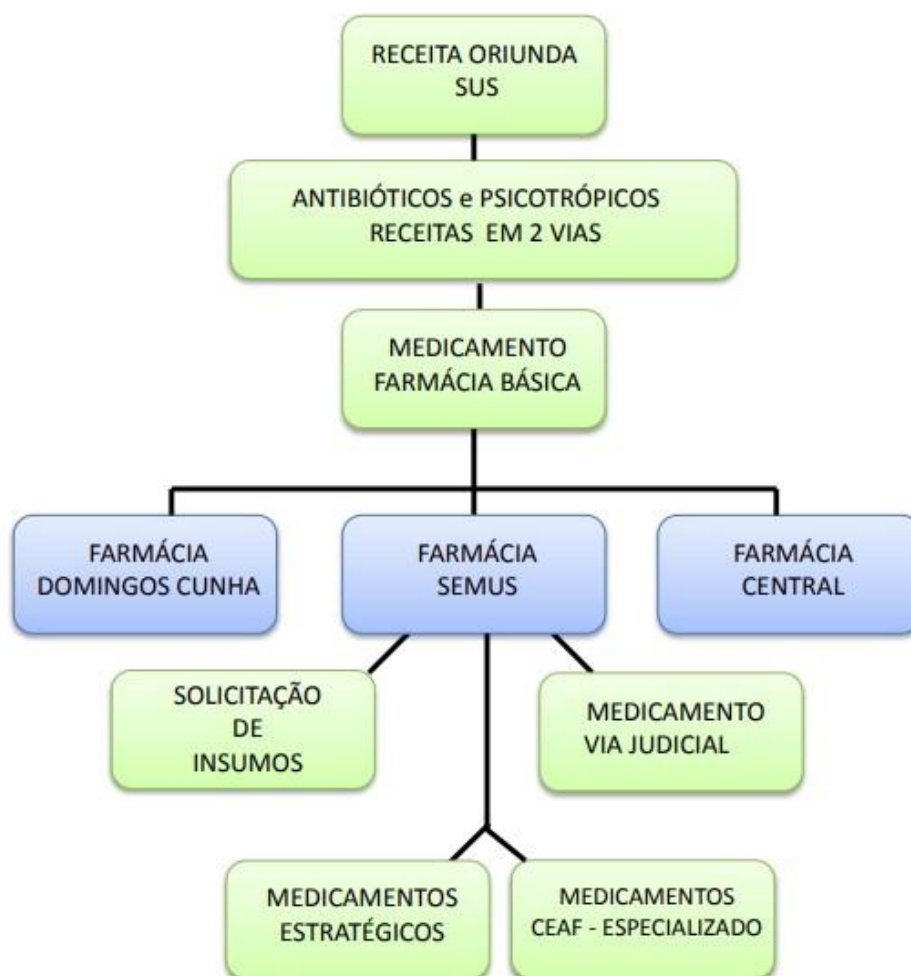 RECEITA ORIUNDA
SUS
ANTIBIÓTICOS e PSICOTRÓPICOS
RECEITAS EM 2 VIAS
MEDICAMENTO
FARMÁCIA BÁSICA
FARMÁCIA
DOMINGOS CUNHA
FARMÁCIA
SEMUS
FARMÁCIA
CENTRAL
SOLICITAÇÃO
DE
INSUMOS
MEDICAMENTO
VIA JUDICIAL
MEDICAMENTOS
ESTRATÉGICOS
MEDICAMENTOS
CEAF - ESPECIALIZADO